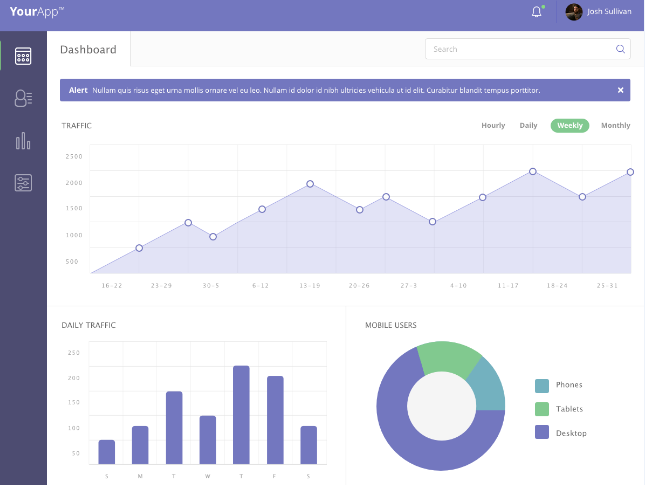 YourApp™
Josh Sullivan
Dashboard
Search
Alert Nullam quis risus eget urna mollis ornare vel eu leo. Nullam id dolor id nibh ultricies vehicula ut id elit. Curabitur blandit tempus porttitor.
TRAFFIC
Hourly Daily Weekly Monthly
2500
2000
1500
1000
500
16-22 23-29 30-5 6-12 13-19 20-26 27-3 4-10 11-17 18-24 25-31
DAILY TRAFFIC
250
200
150
100
50
S M T W T F S
MOBILE USERS
Phones
Tablets
Desktop